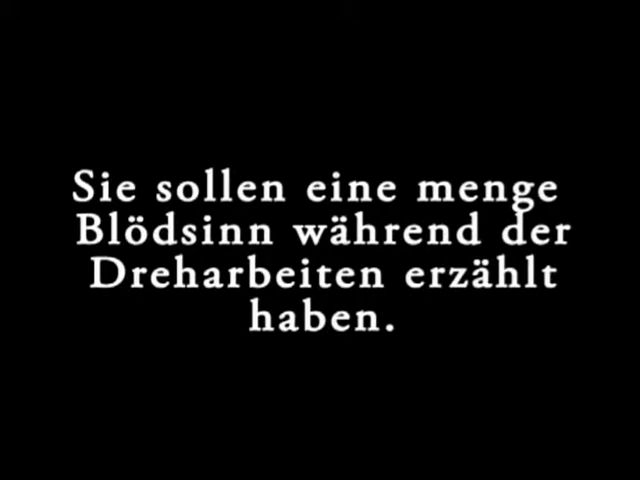 Sie sollen eine menge
Blödsinn während der
Dreharbeiten erzählt
haben.